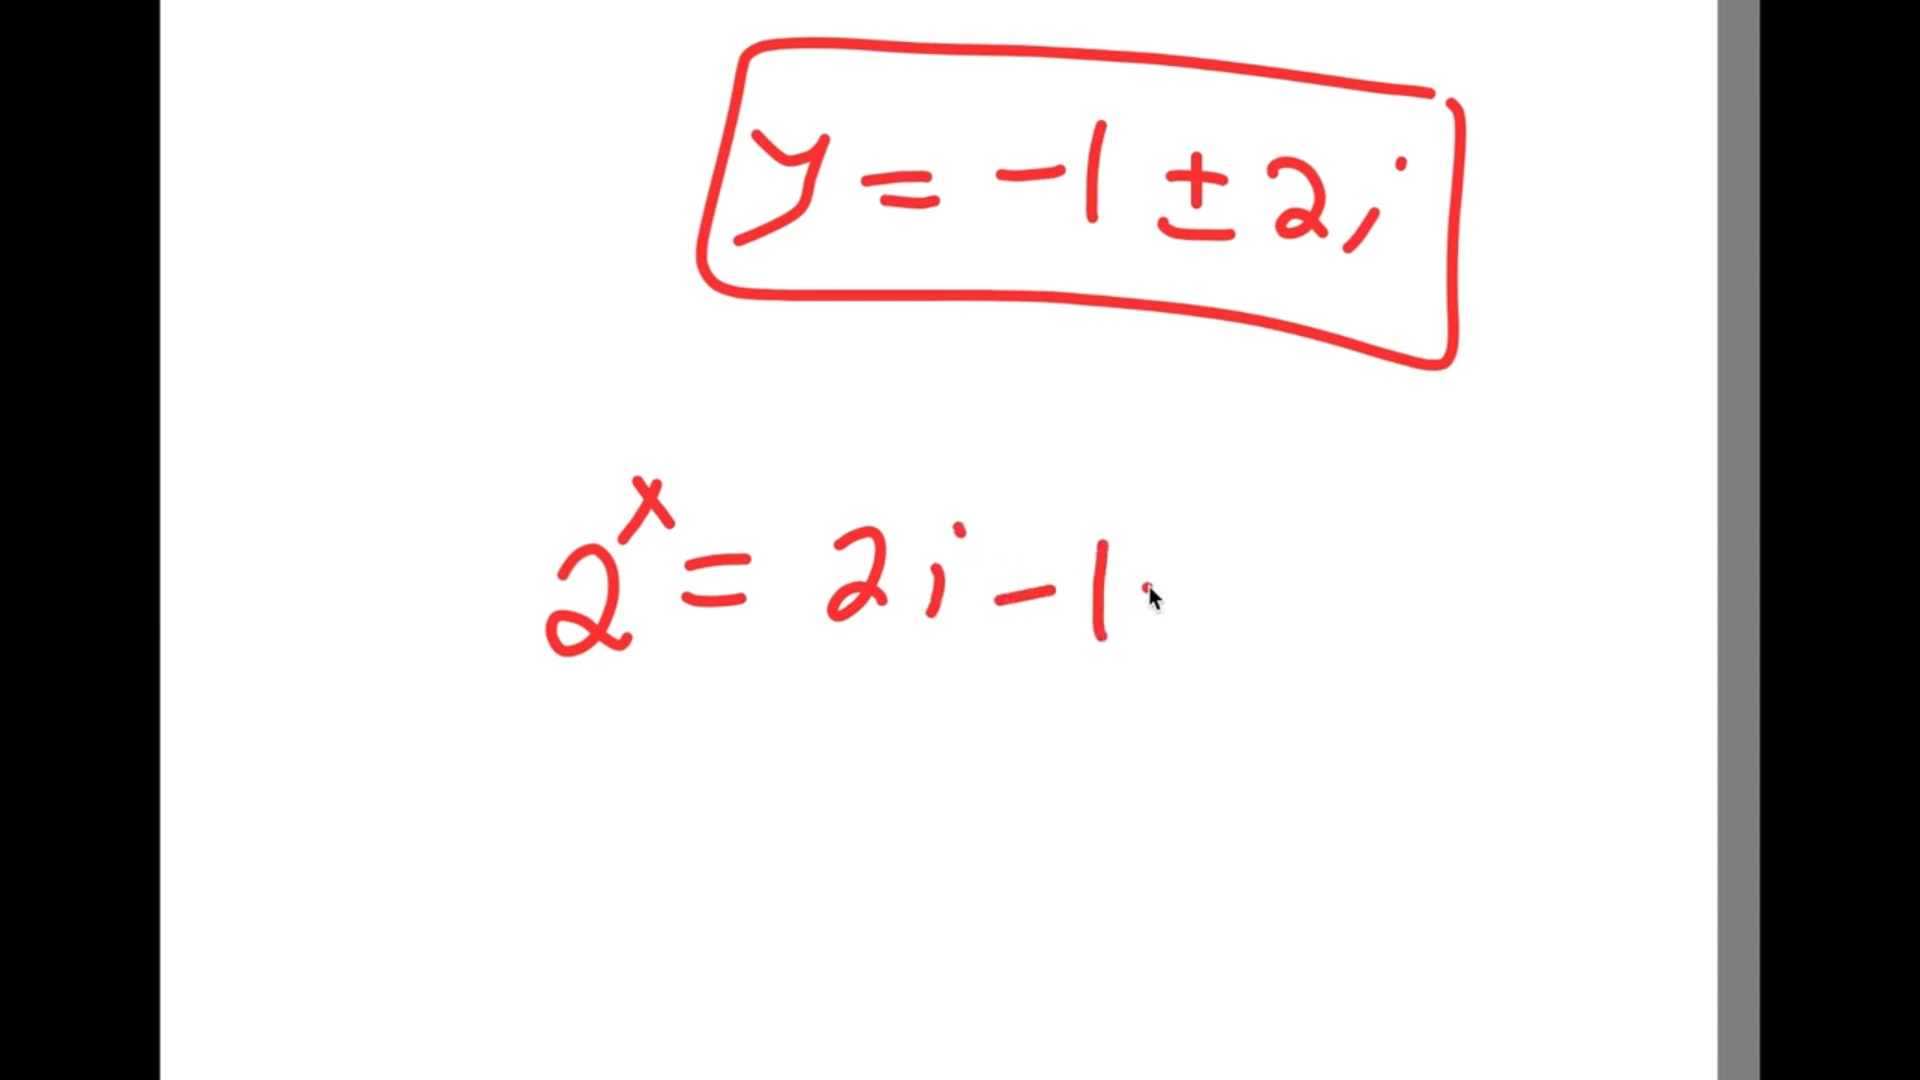 y = -1 ± 2i
2^x = 2i - 1